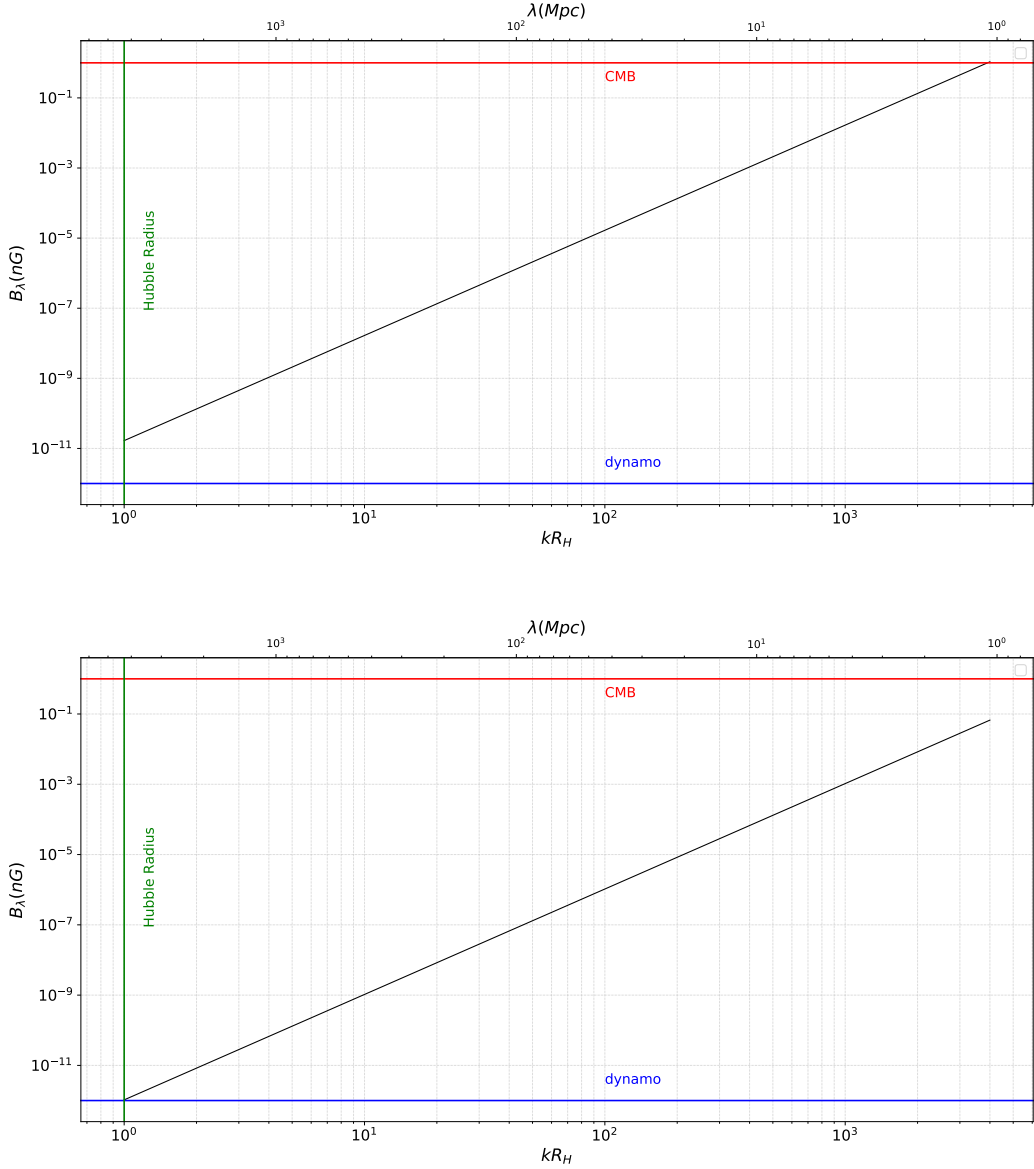 λ(Mpc)
10³ 10² 10¹ 10⁰
CMB
10⁻¹
10⁻³
10⁻⁵
10⁻⁷
10⁻⁹
10⁻¹¹
B_λ(nG)
Hubble Radius
dynamo
10⁰ 10¹ 10² 10³
kR_H
λ(Mpc)
10³ 10² 10¹ 10⁰
CMB
10⁻¹
10⁻³
10⁻⁵
10⁻⁷
10⁻⁹
10⁻¹¹
B_λ(nG)
Hubble Radius
dynamo
10⁰ 10¹ 10² 10³
kR_H